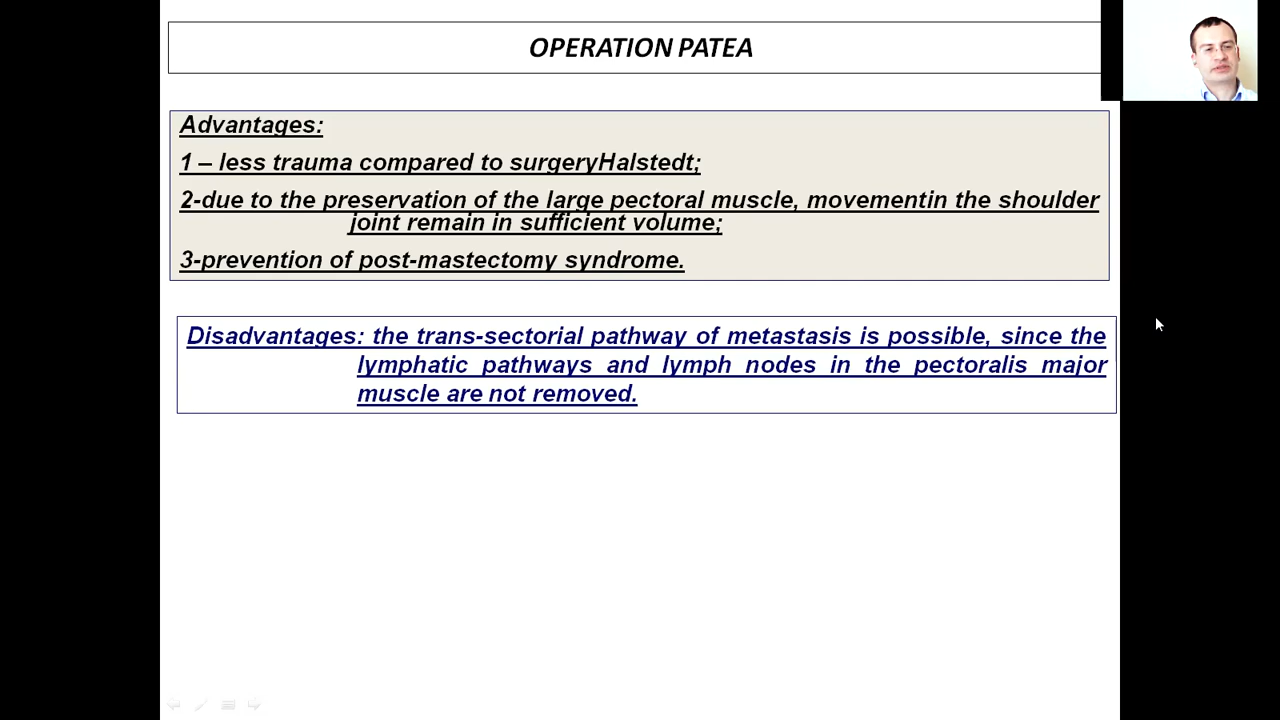 OPERATION PATEA
Advantages:
1 – less trauma compared to surgeryHalstedt;
2-due to the preservation of the large pectoral muscle, movementin the shoulder
joint remain in sufficient volume;
3-prevention of post-mastectomy syndrome.
Disadvantages: the trans-sectorial pathway of metastasis is possible, since the
lymphatic pathways and lymph nodes in the pectoralis major
muscle are not removed.